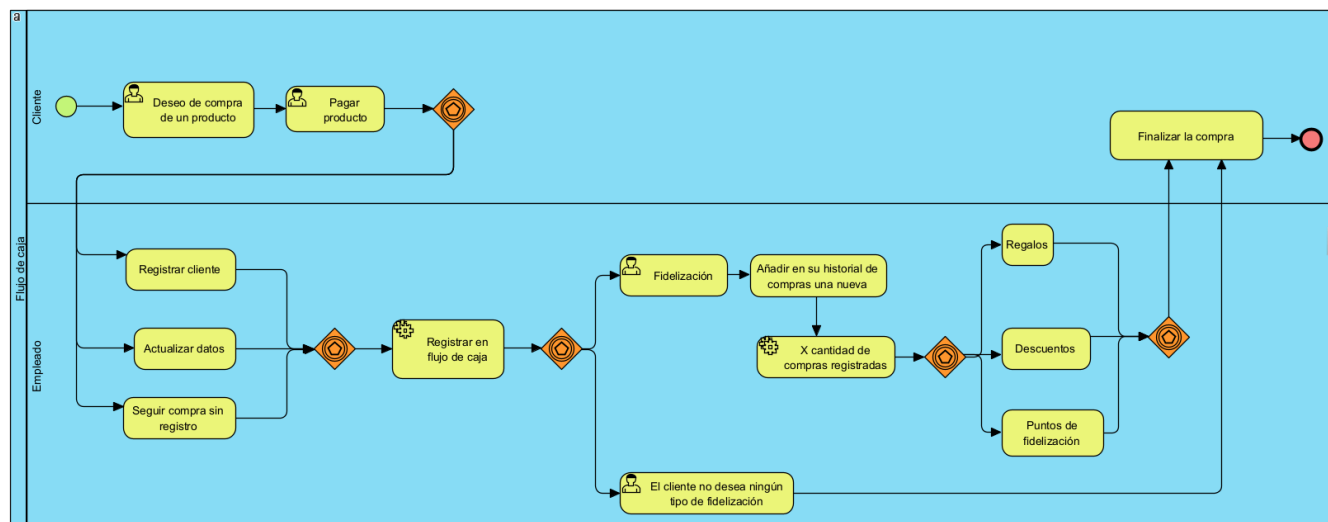 a
Flujo de caja
Cliente
Deseo de compra
de un producto
Pagar
producto
Finalizar la compra
Empleado
Registrar cliente
Actualizar datos
Seguir compra sin
registro
Registrar en
flujo de caja
Fidelización
Añadir en su historial de
compras una nueva
X cantidad de
compras registradas
Regalos
Descuentos
Puntos de
fidelización
El cliente no desea ningún
tipo de fidelización